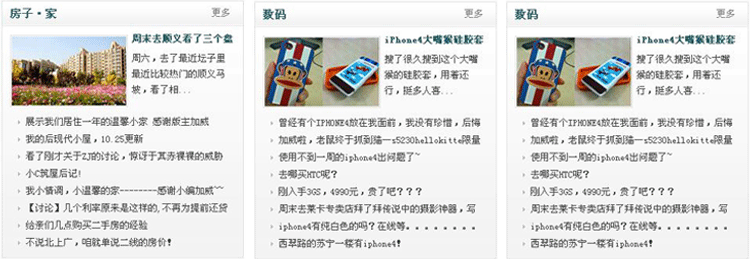 房子·家 更多
周末去顺义看了三个盘
周六，去了最近坛子里
最近比较热门的顺义马
坡，看了相...
展示我们居住一年的温馨小家 感谢版主加威
我的后现代小屋，10.25更新
看了刚才关于ZJ的讨论，惊讶于其赤裸裸的威胁
小C筑屋后记！
我小情调，小温馨的家--------感谢小编加威~~
【讨论】几个利率原来是这样的，不再为提前还贷
给亲们几点购买二手房的经验
不说北上广，咱就单说二线的房价！
数码 更多
iPhone4大嘴猴硅胶套
搜了很久搜到这个大嘴
猴的硅胶套，用着还
行，挺多人喜...
曾经有个IPHONE4放在我面前，我没有珍惜，后悔
加威啦，老鼠终于抓到猫一s5230hellokitte限量
使用不到一周的iphone4出问题了~
去哪买HTC呢？
刚入手3GS，4990元，贵了吧？？？
周末去莱卡专卖店拜了拜传说中的摄影神器，写
iphone4有纯白色的吗？在线等。。。。。。。。
西翠路的苏宁一楼有iphone4！
数码 更多
iPhone4大嘴猴硅胶套
搜了很久搜到这个大嘴
猴的硅胶套，用着还
行，挺多人喜...
曾经有个IPHONE4放在我面前，我没有珍惜，后悔
加威啦，老鼠终于抓到猫一s5230hellokitte限量
使用不到一周的iphone4出问题了~
去哪买HTC呢？
刚入手3GS，4990元，贵了吧？？？
周末去莱卡专卖店拜了拜传说中的摄影神器，写
iphone4有纯白色的吗？在线等。。。。。。。。
西翠路的苏宁一楼有iphone4！